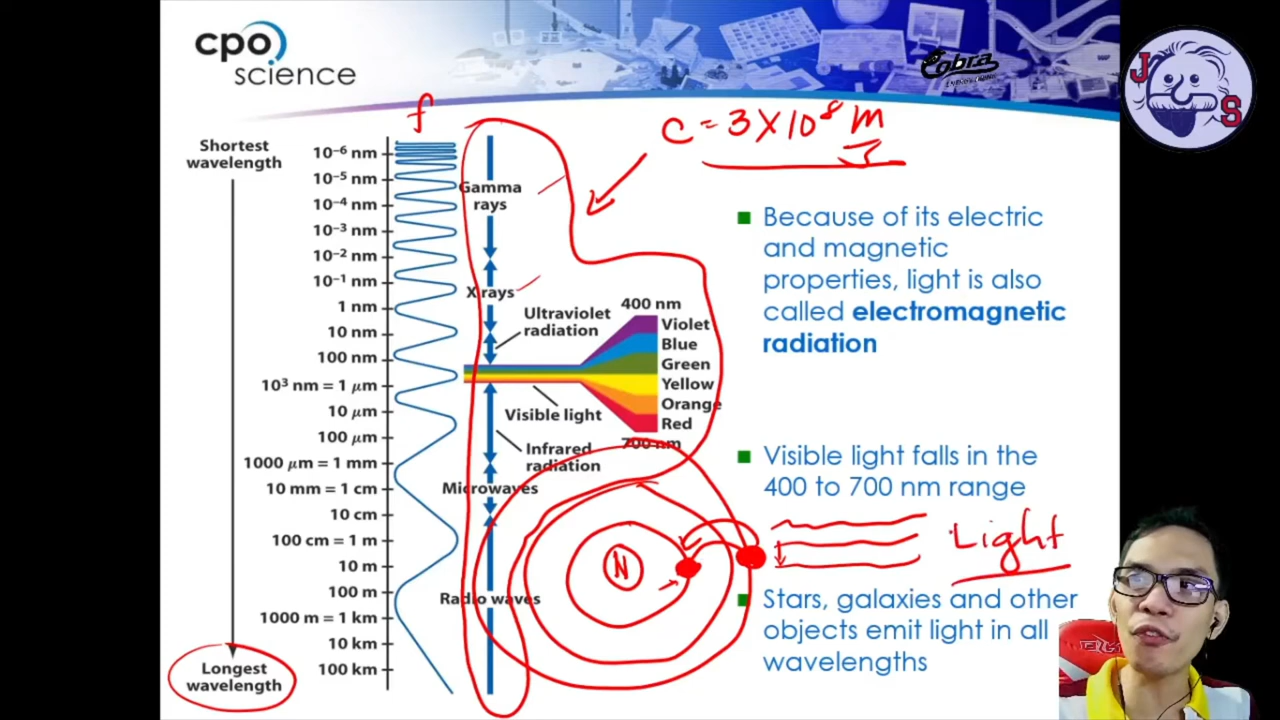 cpo
science
Cobra
J S
f
C = 3 X 10⁸ m
s
Shortest
wavelength
10⁻⁶ nm
10⁻⁵ nm
10⁻⁴ nm
10⁻³ nm
10⁻² nm
10⁻¹ nm
1 nm
10 nm
100 nm
10³ nm = 1 μm
10 μm
100 μm
1000 μm = 1 mm
10 mm = 1 cm
10 cm
100 cm = 1 m
10 m
100 m
1000 m = 1 km
10 km
100 km
Longest
wavelength
Gamma
rays
X rays
Ultraviolet
radiation
400 nm
Violet
Blue
Green
Yellow
Orange
Red
700 nm
Visible light
Infrared
radiation
Microwaves
Radio waves
N
Because of its electric
and magnetic
properties, light is also
called electromagnetic
radiation
Visible light falls in the
400 to 700 nm range
Light
Stars, galaxies and other
objects emit light in all
wavelengths